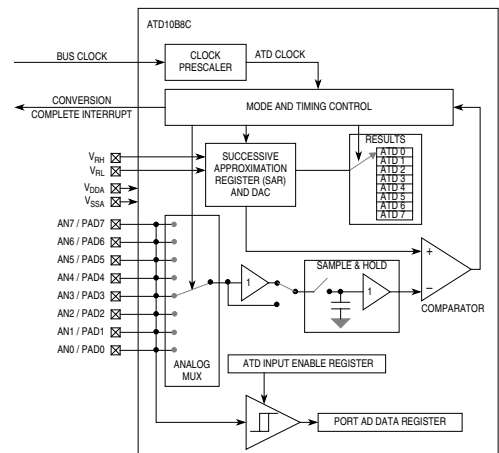 ATD10B8C
BUS CLOCK
CLOCK
PRESCALER
ATD CLOCK
CONVERSION
COMPLETE INTERRUPT
MODE AND TIMING CONTROL
RESULTS
ATD 0
ATD 1
ATD 2
ATD 3
ATD 4
ATD 5
ATD 6
ATD 7
VRH
VRL
VDDA
VSSA
SUCCESSIVE
APPROXIMATION
REGISTER (SAR)
AND DAC
AN7 / PAD7
AN6 / PAD6
AN5 / PAD5
AN4 / PAD4
AN3 / PAD3
AN2 / PAD2
AN1 / PAD1
AN0 / PAD0
1
SAMPLE & HOLD
1
+
–
COMPARATOR
ANALOG
MUX
ATD INPUT ENABLE REGISTER
PORT AD DATA REGISTER